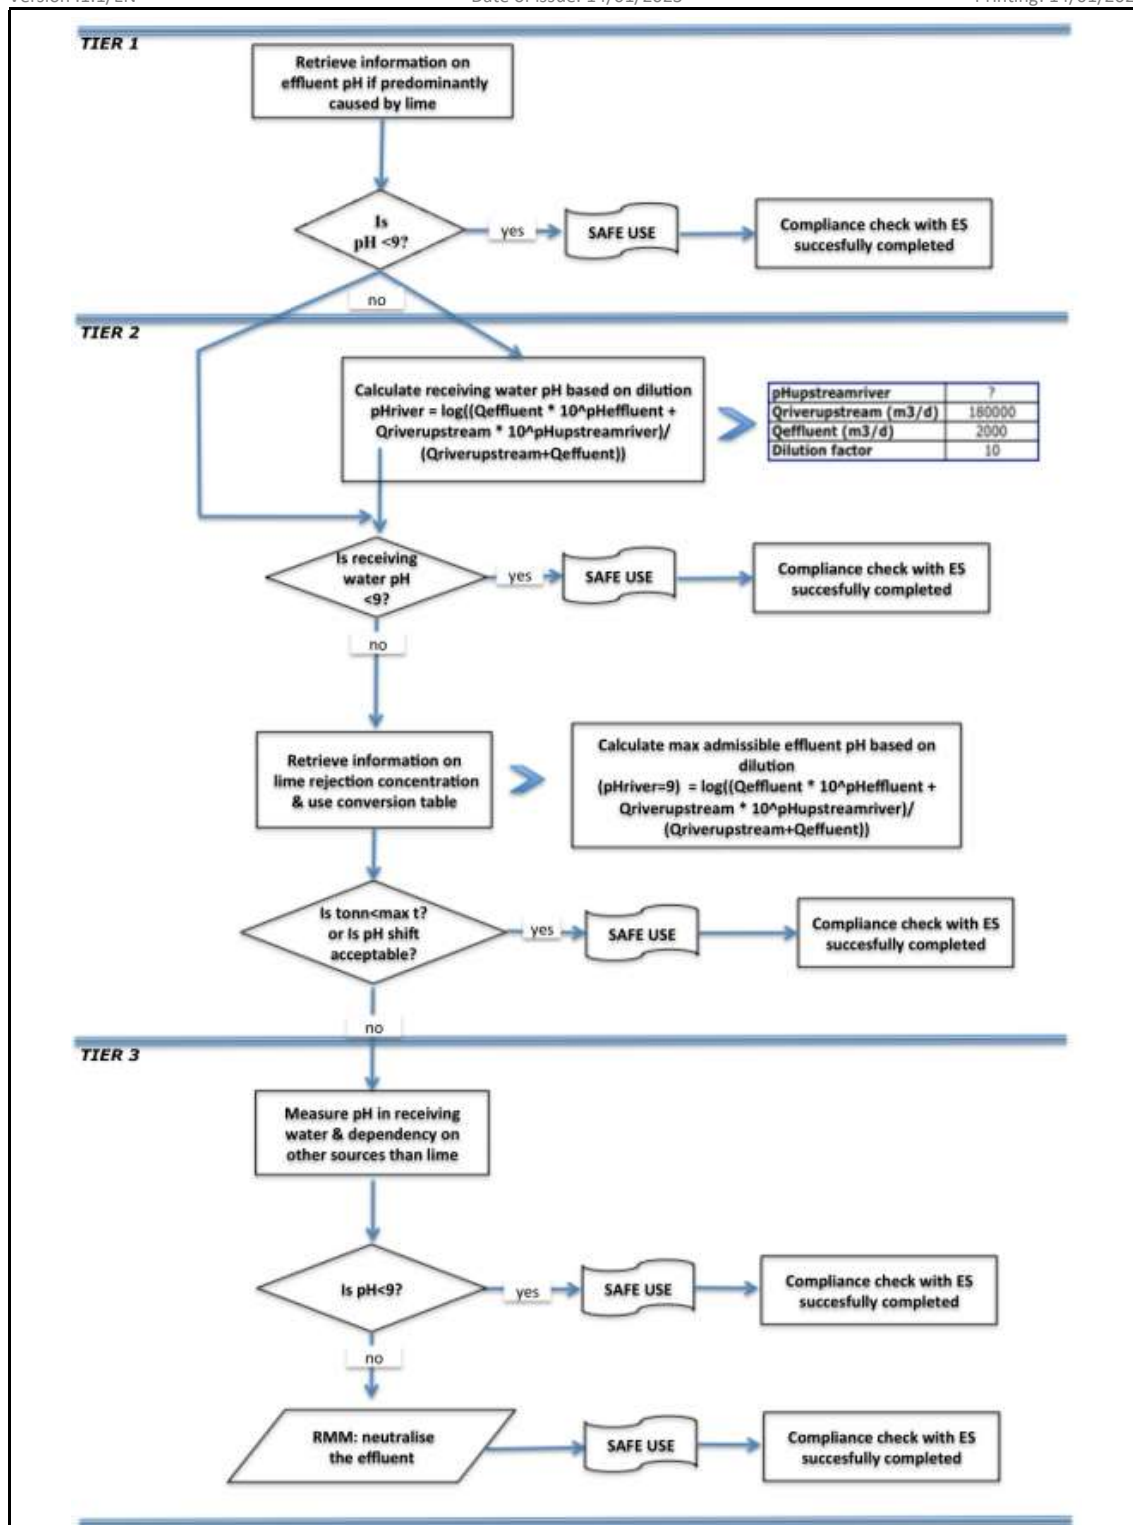 TIER 1
Retrieve information on
effluent pH if predominantly
caused by lime
Is
pH <9?
yes
SAFE USE
Compliance check with ES
succesfully completed
no
TIER 2
Calculate receiving water pH based on dilution
pHriver = log((Qeffluent * 10^pHeffluent +
Qriverupstream * 10^pHupstreamriver)/
(Qriverupstream+Qeffuent))
pHupstreamriver ?
Qriverupstream (m3/d) 180000
Qeffluent (m3/d) 2000
Dilution factor 10
Is receiving
water pH
<9?
yes
SAFE USE
Compliance check with ES
succesfully completed
no
Retrieve information on
lime rejection concentration
& use conversion table
Calculate max admissible effluent pH based on
dilution
(pHriver=9) = log((Qeffluent * 10^pHeffluent +
Qriverupstream * 10^pHupstreamriver)/
(Qriverupstream+Qeffuent))
Is tonn<max t?
or Is pH shift
acceptable?
yes
SAFE USE
Compliance check with ES
succesfully completed
no
TIER 3
Measure pH in receiving
water & dependency on
other sources than lime
Is pH<9?
yes
SAFE USE
Compliance check with ES
succesfully completed
no
RMM: neutralise
the effluent
SAFE USE
Compliance check with ES
succesfully completed